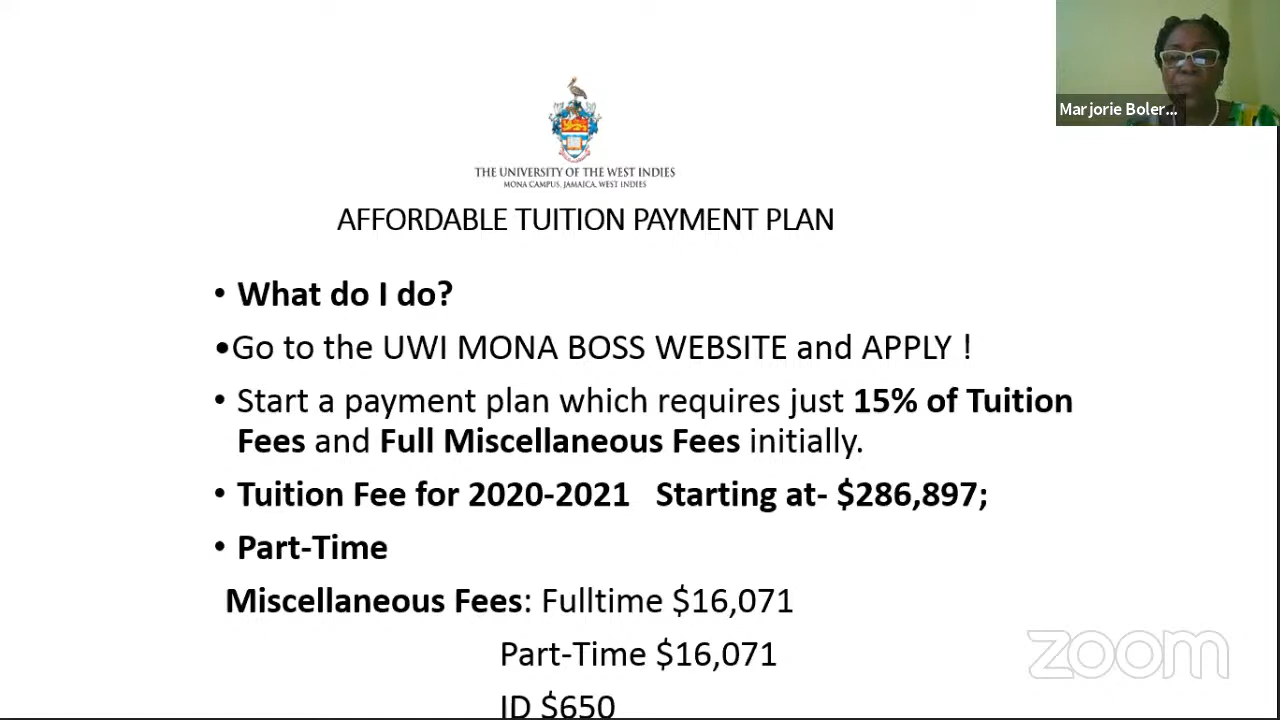 Marjorie Boler...
THE UNIVERSITY OF THE WEST INDIES
MONA CAMPUS, JAMAICA, WEST INDIES
AFFORDABLE TUITION PAYMENT PLAN
• What do I do?
•Go to the UWI MONA BOSS WEBSITE and APPLY !
• Start a payment plan which requires just 15% of Tuition
Fees and Full Miscellaneous Fees initially.
• Tuition Fee for 2020-2021 Starting at- $286,897;
• Part-Time
Miscellaneous Fees: Fulltime $16,071
Part-Time $16,071
ID $650
zoom